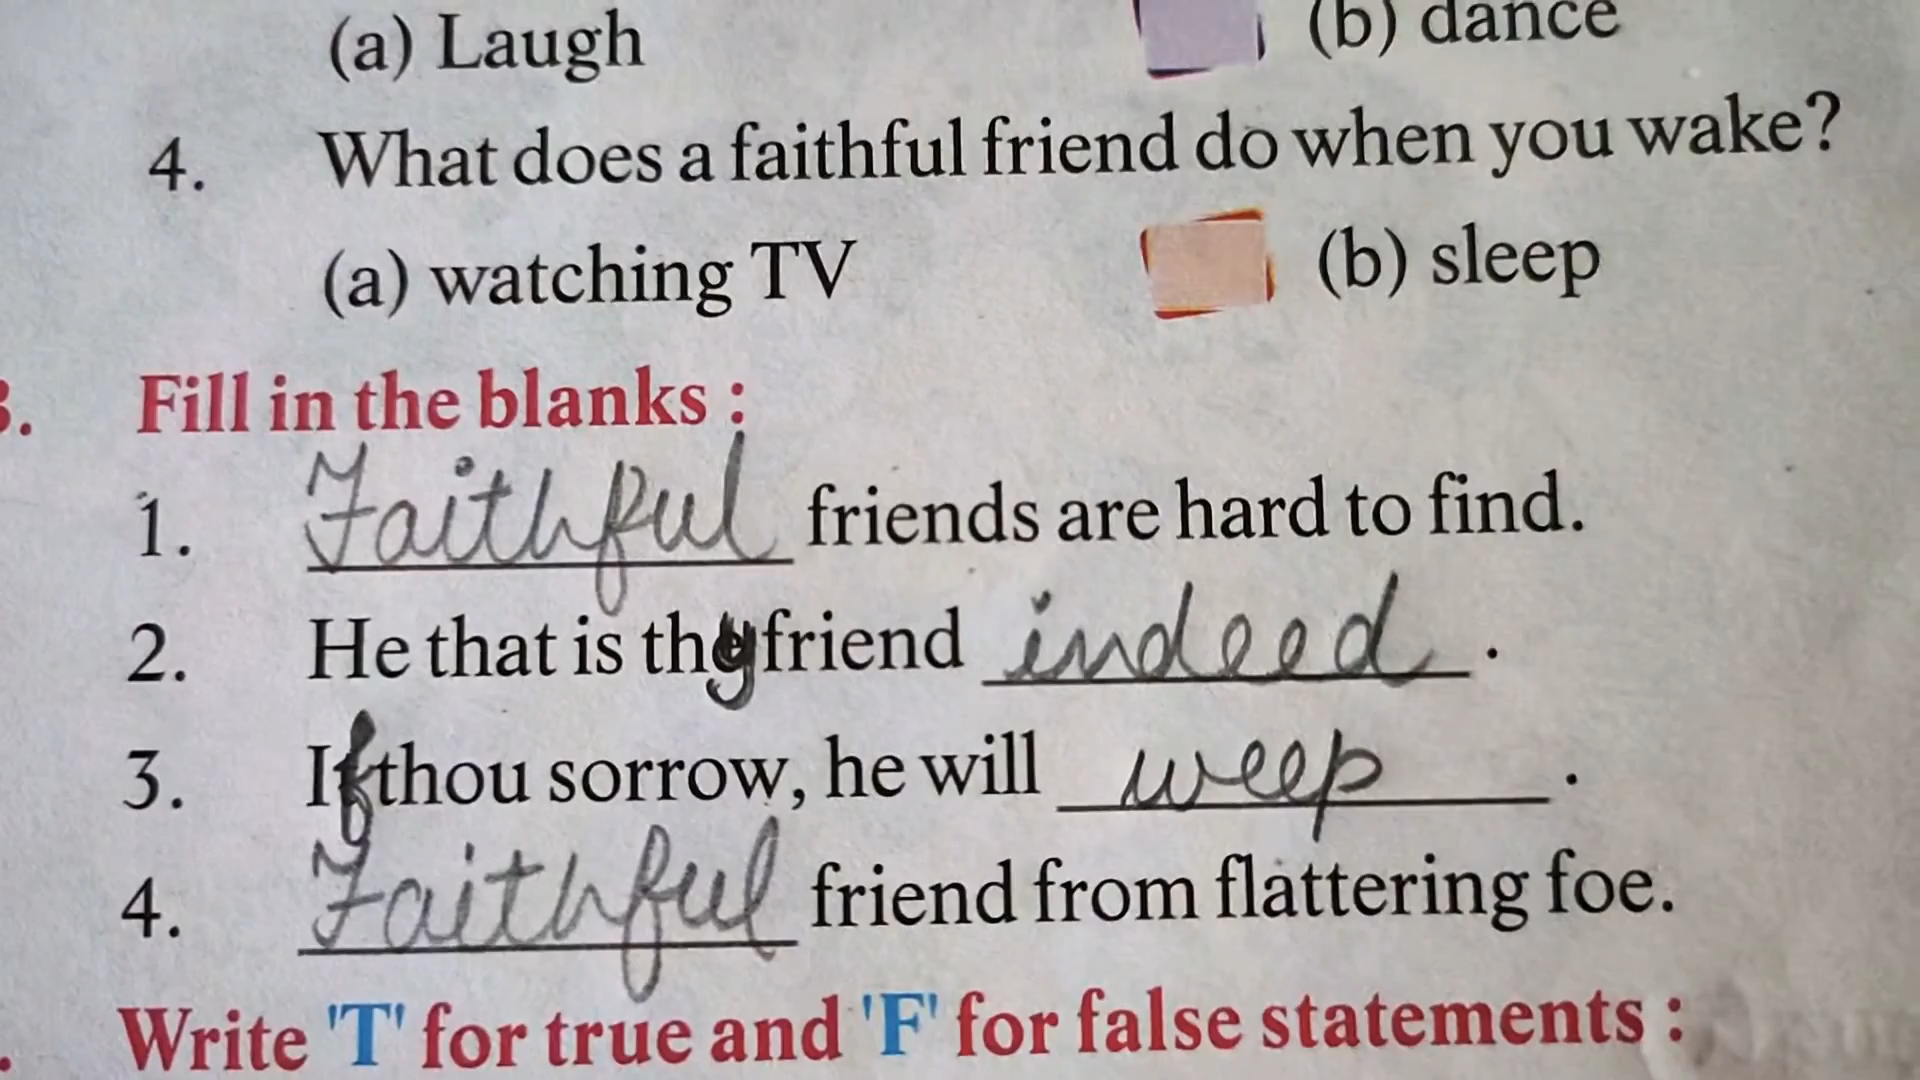 (a) Laugh (b) dance
4. What does a faithful friend do when you wake?
(a) watching TV (b) sleep
3. Fill in the blanks :
1. Faithful friends are hard to find.
2. He that is thy friend indeed.
3. If thou sorrow, he will weep.
4. Faithful friend from flattering foe.
Write 'T' for true and 'F' for false statements :